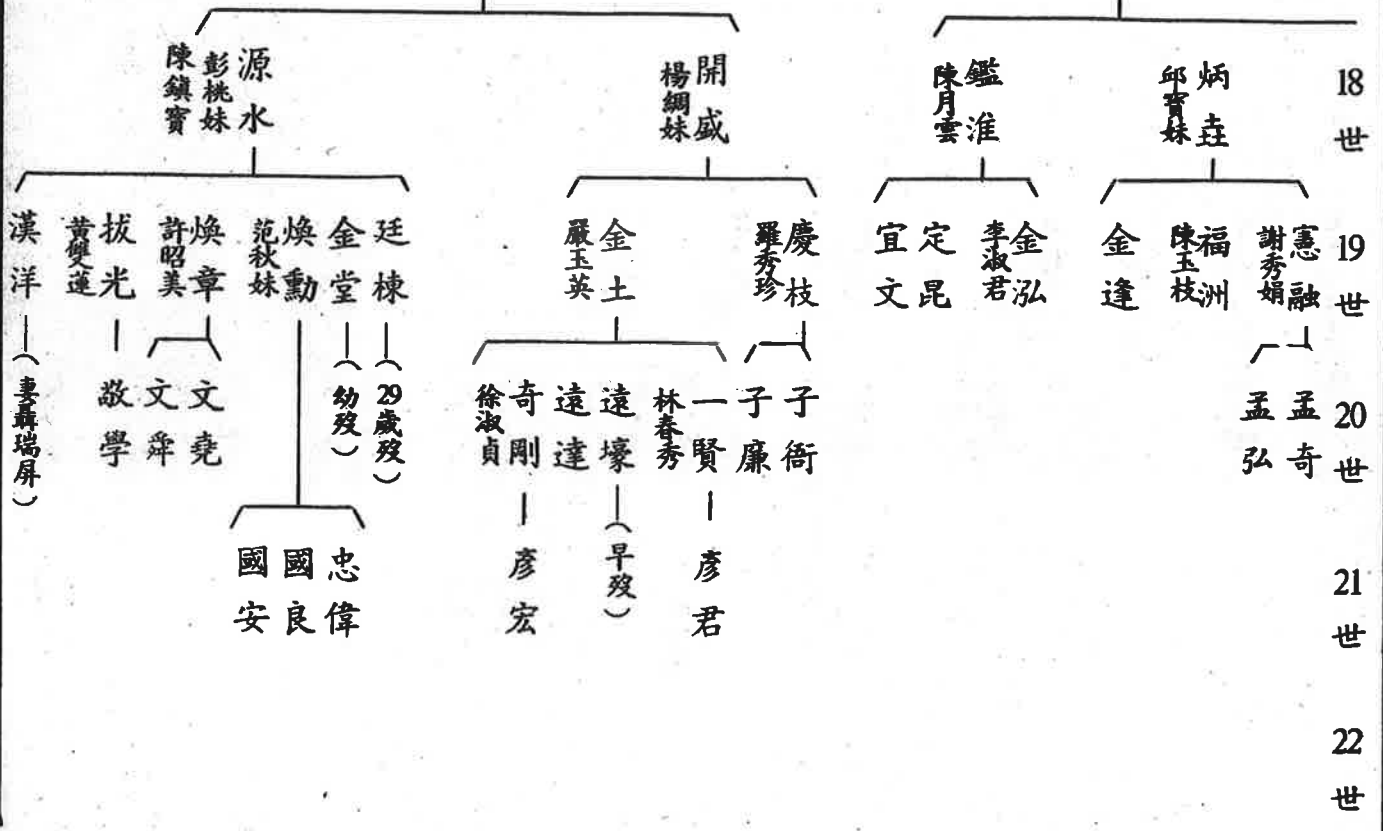 18世
炳垚
邱寶妹
鑑淮
陳月雲
開盛
楊綢妹
源水
彭桃妹
陳鎮寶
19世
憲融
謝秀娟
福洲
陳玉枝
金逢
金泓
李淑君
定昆
宜文
慶枝
羅秀珍
金土
嚴玉英
廷棟
金堂
煥勳
范秋妹
煥章
許昭美
拔光
黃雙蓮
漢洋
20世
孟奇
孟弘
子衙
子廉
一賢
林春秀
遠壕
遠達
奇剛
徐淑貞
(29歲歿)
(幼歿)
文堯
文舜
敬學
(妻聶瑞屏)
21世
彥君
(早歿)
彥宏
忠偉
國良
國安
22世